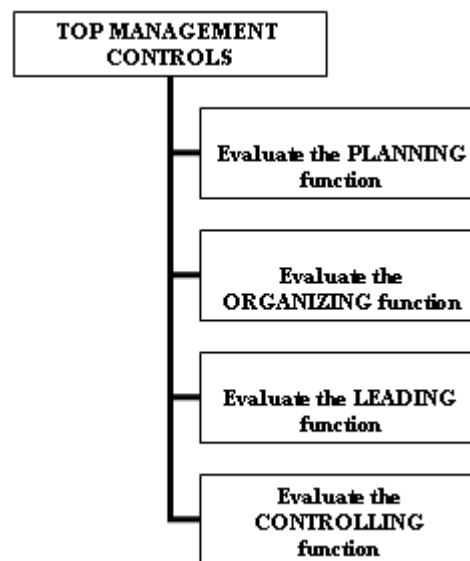 TOP MANAGEMENT
CONTROLS
Evaluate the PLANNING
function
Evaluate the
ORGANIZING function
Evaluate the LEADING
function
Evaluate the
CONTROLLING
function